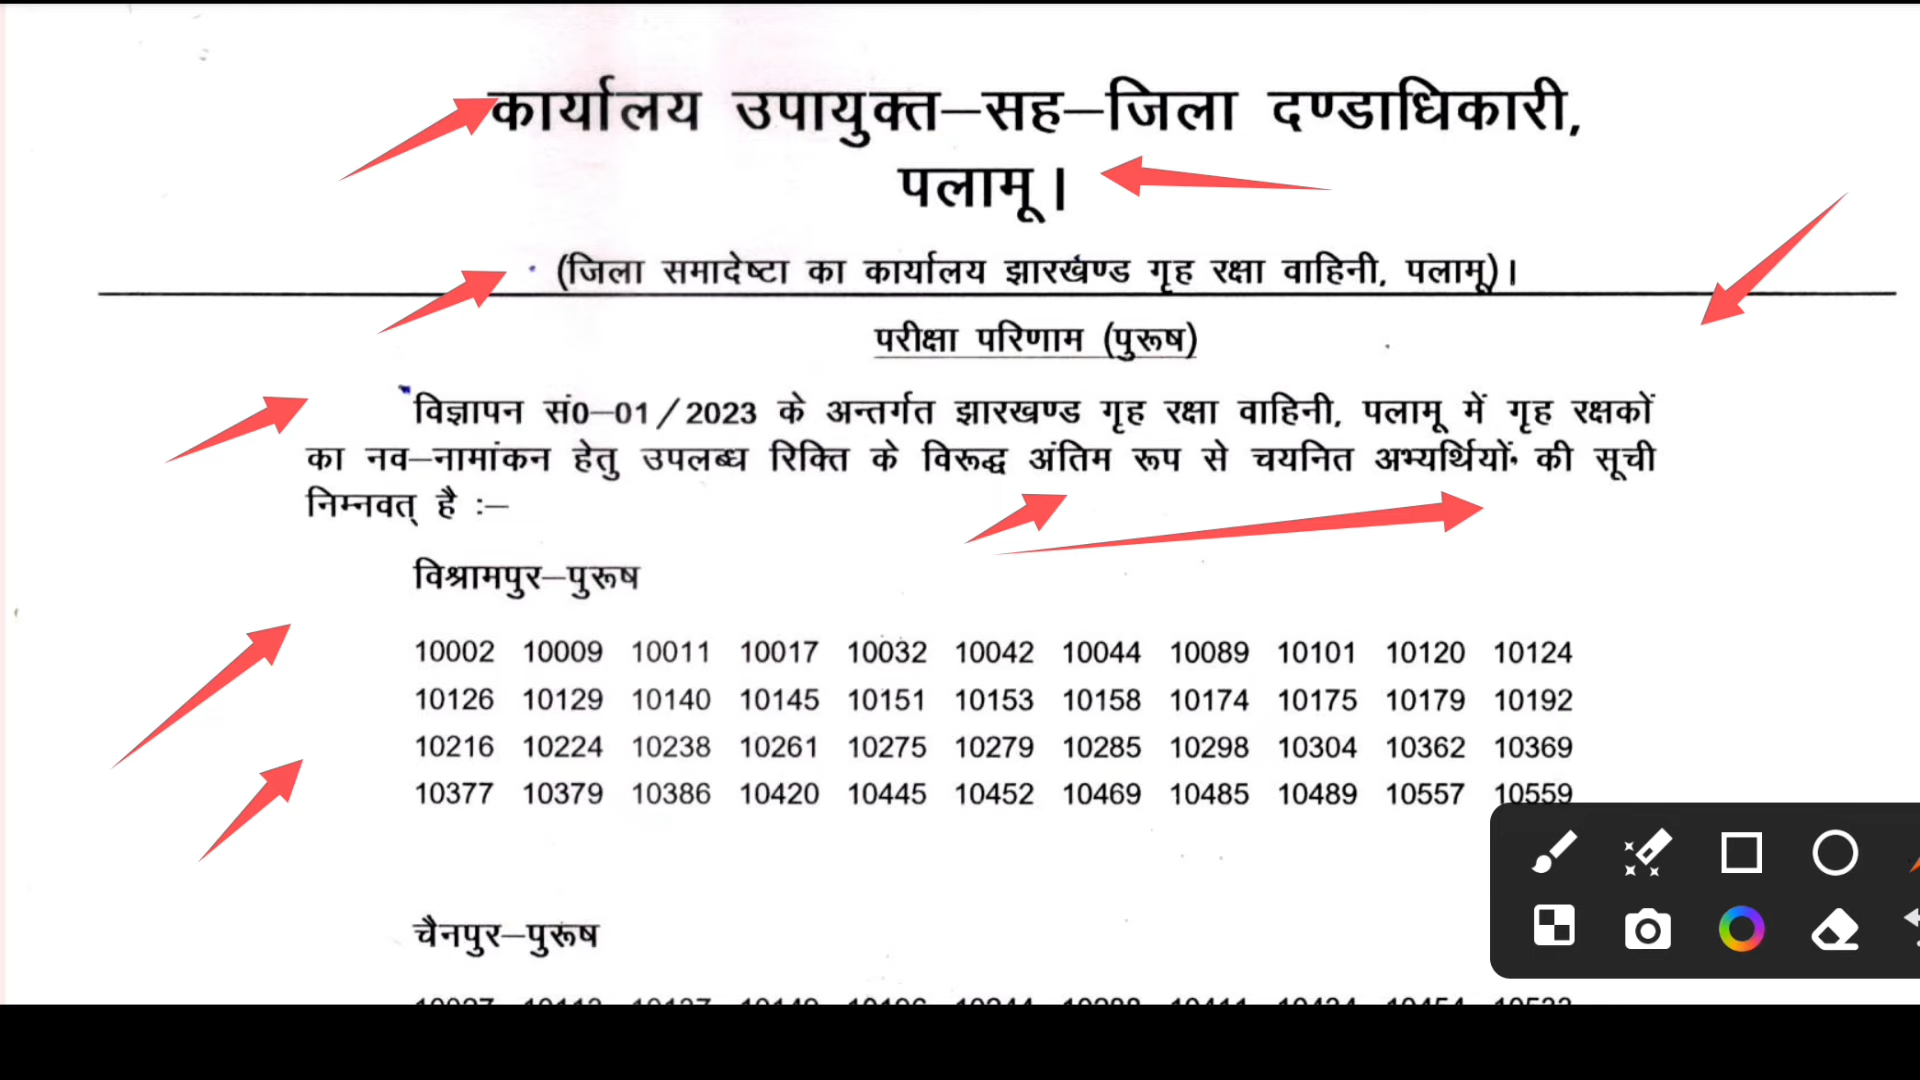 कार्यालय उपायुक्त–सह–जिला दण्डाधिकारी,
पलामू।
(जिला समादेष्टा का कार्यालय झारखण्ड गृह रक्षा वाहिनी, पलामू)।
परीक्षा परिणाम (पुरूष)
विज्ञापन सं0–01/2023 के अन्तर्गत झारखण्ड गृह रक्षा वाहिनी, पलामू में गृह रक्षकों
का नव–नामांकन हेतु उपलब्ध रिक्ति के विरूद्ध अंतिम रूप से चयनित अभ्यर्थियों की सूची
निम्नवत् है :–
विश्रामपुर–पुरूष
10002 10009 10011 10017 10032 10042 10044 10089 10101 10120 10124
10126 10129 10140 10145 10151 10153 10158 10174 10175 10179 10192
10216 10224 10238 10261 10275 10279 10285 10298 10304 10362 10369
10377 10379 10386 10420 10445 10452 10469 10485 10489 10557 10559
चैनपुर–पुरूष